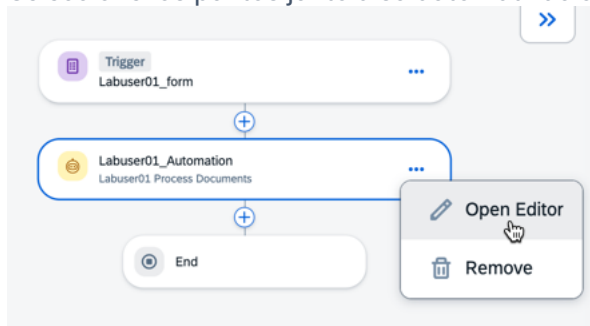 Trigger
Labuser01_form
Labuser01_Automation
Labuser01 Process Documents
Open Editor
End
Remove